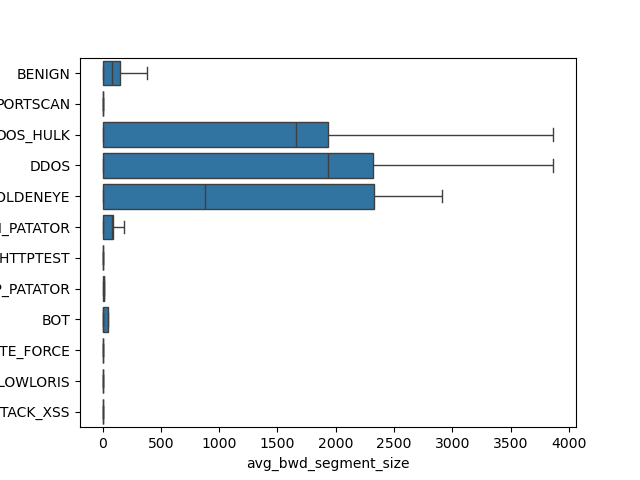 BENIGN
PORTSCAN
DOS_HULK
DDOS
OLDENEYE
_PATATOR
HTTPTEST
P_PATATOR
BOT
TE_FORCE
LOWLORIS
TACK_XSS
0 500 1000 1500 2000 2500 3000 3500 4000
avg_bwd_segment_size